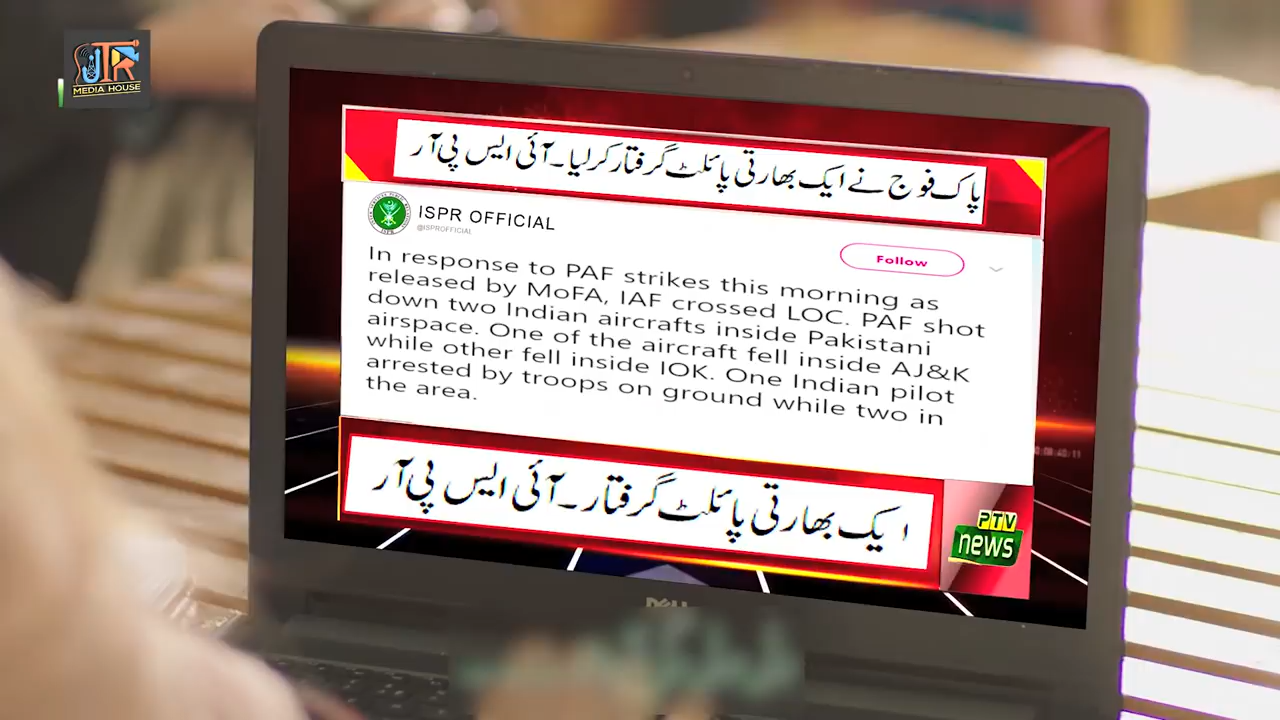 JTR
MEDIA HOUSE
پاک فوج نے ایک بھارتی پائلٹ گرفتار کرلیا۔ آئی ایس پی آر
ISPR OFFICIAL
@ISPROFFICIAL
Follow
In response to PAF strikes this morning as
released by MoFA, IAF crossed LOC. PAF shot
down two Indian aircrafts inside Pakistani
airspace. One of the aircraft fell inside AJ&K
while other fell inside IOK. One Indian pilot
arrested by troops on ground while two in
the area.
ایک بھارتی پائلٹ گرفتار۔ آئی ایس پی آر
PTV
news
DELL